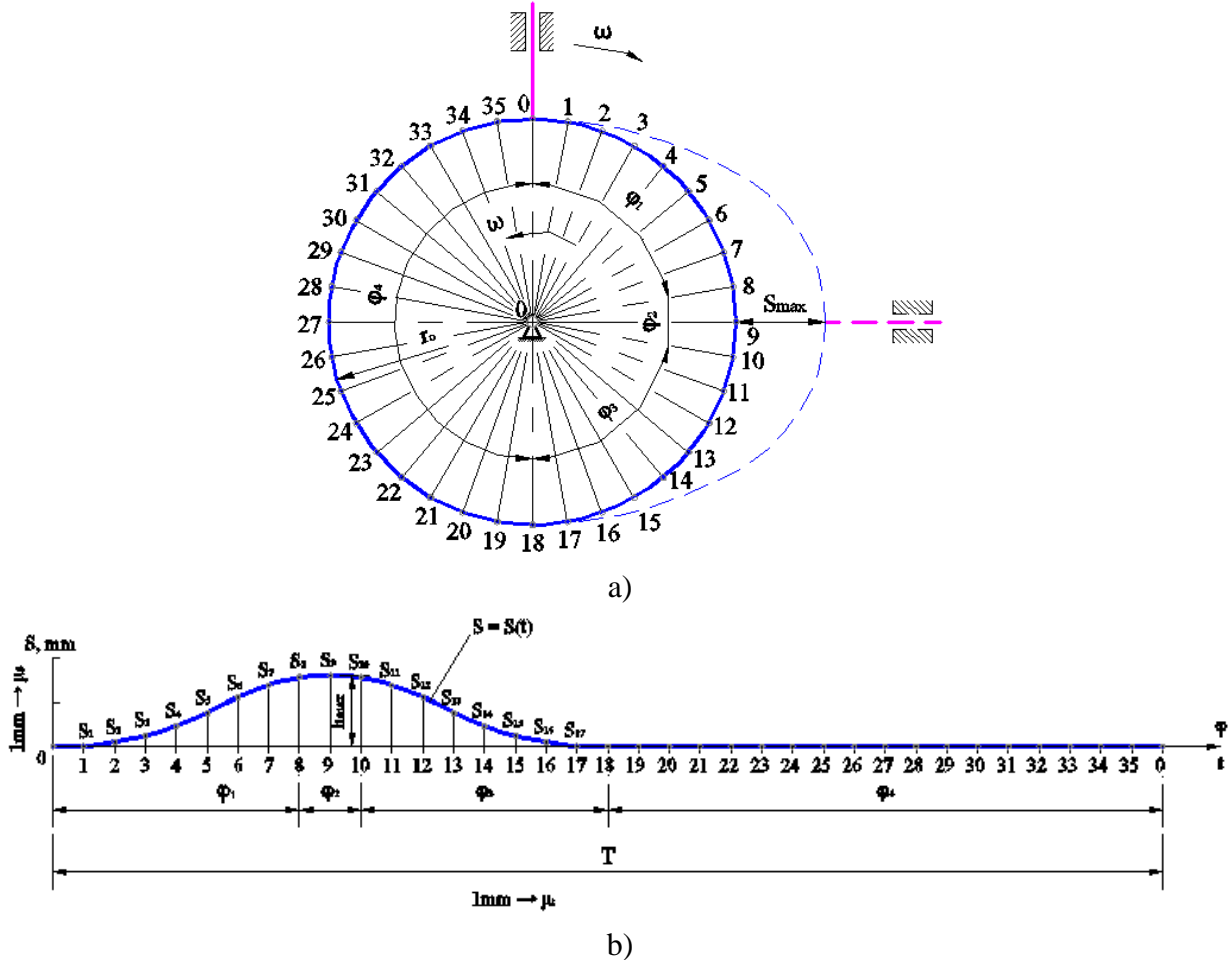 ω
33 34 35 0 1 2 3
32 4
31 φ₁ 5
30 ω 6
29 7
28 φ₄ 8
0 φ₂ Smax
27 9
26 r₀ 10
25 11
24 φ₃ 12
23 13
22 14
21 20 19 18 17 16 15
a)
S, mm
S = S(t)
1mm → μₛ
S₁ S₂ S₃ S₄ S₅ S₆ S₇ S₈ S₉ S₁₀ S₁₁ S₁₂ S₁₃ S₁₄ S₁₅ S₁₆ S₁₇
φ
0 1 2 3 4 5 6 7 8 9 10 11 12 13 14 15 16 17 18 19 20 21 22 23 24 25 26 27 28 29 30 31 32 33 34 35 0 t
φ₁ φ₂ φ₃ φ₄
T
1mm → μₜ
b)